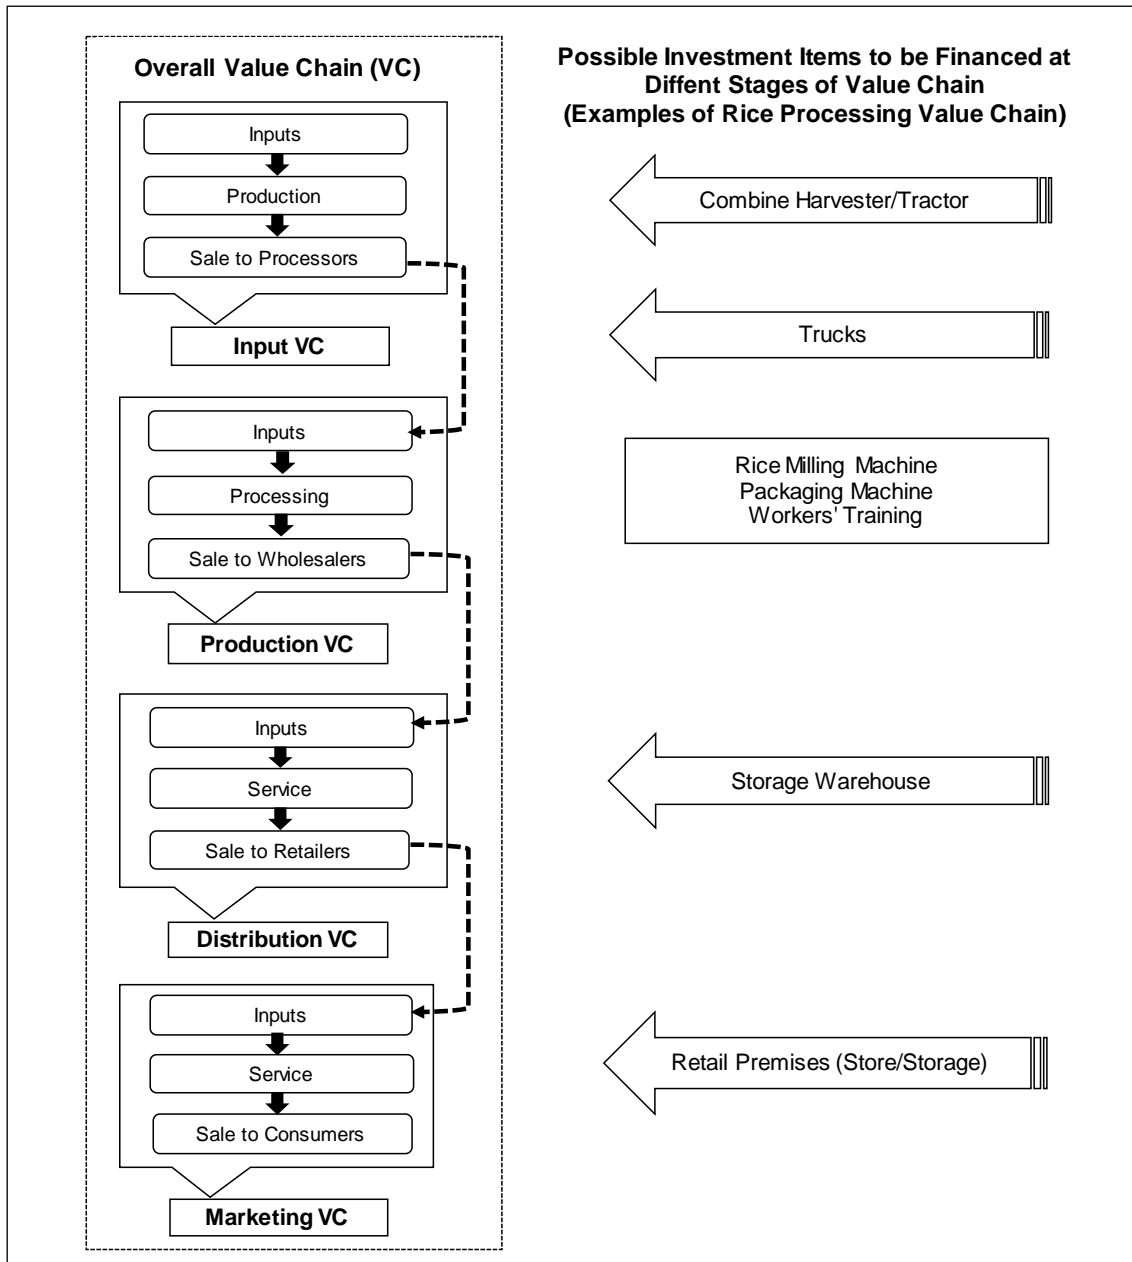 Overall Value Chain (VC)
Inputs
Production
Sale to Processors
Input VC
Inputs
Processing
Sale to Wholesalers
Production VC
Inputs
Service
Sale to Retailers
Distribution VC
Inputs
Service
Sale to Consumers
Marketing VC
Possible Investment Items to be Financed at
Diffent Stages of Value Chain
(Examples of Rice Processing Value Chain)
Combine Harvester/Tractor
Trucks
Rice Milling Machine
Packaging Machine
Workers' Training
Storage Warehouse
Retail Premises (Store/Storage)